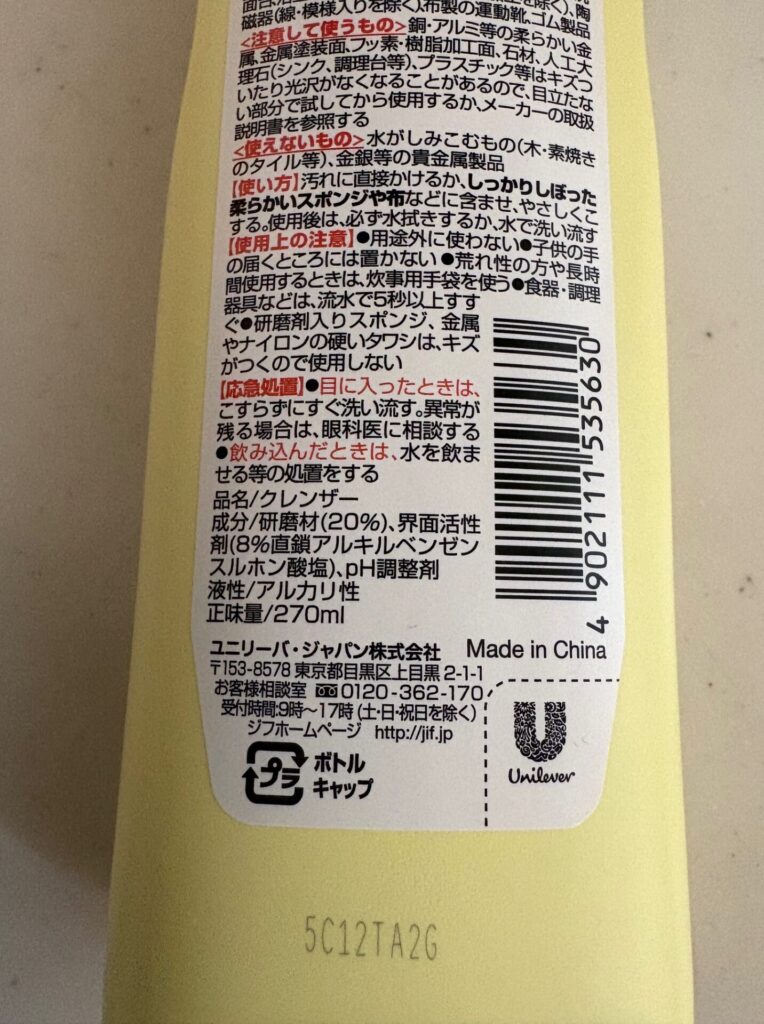 磁器(線・模様入りを除く)、布製の運動靴、ゴム製品
<注意して使うもの>銅・アルミ等の柔らかい金
属、金属塗装面、フッ素・樹脂加工面、石材、人工大
理石(シンク、調理台等)、プラスチック等はキズつ
いたり光沢がなくなることがあるので、目立たな
い部分で試してから使用するか、メーカーの取扱
説明書を参照する
<使えないもの>水がしみこむもの(木・素焼き
のタイル等)、金銀等の貴金属製品
【使い方】汚れに直接かけるか、しっかりしぼった
柔らかいスポンジや布などに含ませ、やさしくこ
する。使用後は、必ず水拭きするか、水で洗い流す
【使用上の注意】●用途外に使わない●子供の手
の届くところには置かない●荒れ性の方や長時
間使用するときは、炊事用手袋を使う●食器・調理
器具などは、流水で5秒以上すす
ぐ●研磨剤入りスポンジ、金属
やナイロンの硬いタワシは、キズ
がつくので使用しない
【応急処置】●目に入ったときは、
こすらずにすぐ洗い流す。異常が
残る場合は、眼科医に相談する
●飲み込んだときは、水を飲ま
せる等の処置をする
品名/クレンザー
成分/研磨材(20%)、界面活性
剤(8%直鎖アルキルベンゼン
スルホン酸塩)、pH調整剤
液性/アルカリ性
正味量/270ml
4 902111 535630
ユニリーバ・ジャパン株式会社
Made in China
〒153-8578 東京都目黒区上目黒 2-1-1
お客様相談室 0120-362-170
受付時間:9時〜17時 (土・日・祝日を除く)
ジフホームページ http://jif.jp
プラ
ボトル
キャップ
Unilever
5C12TA2G